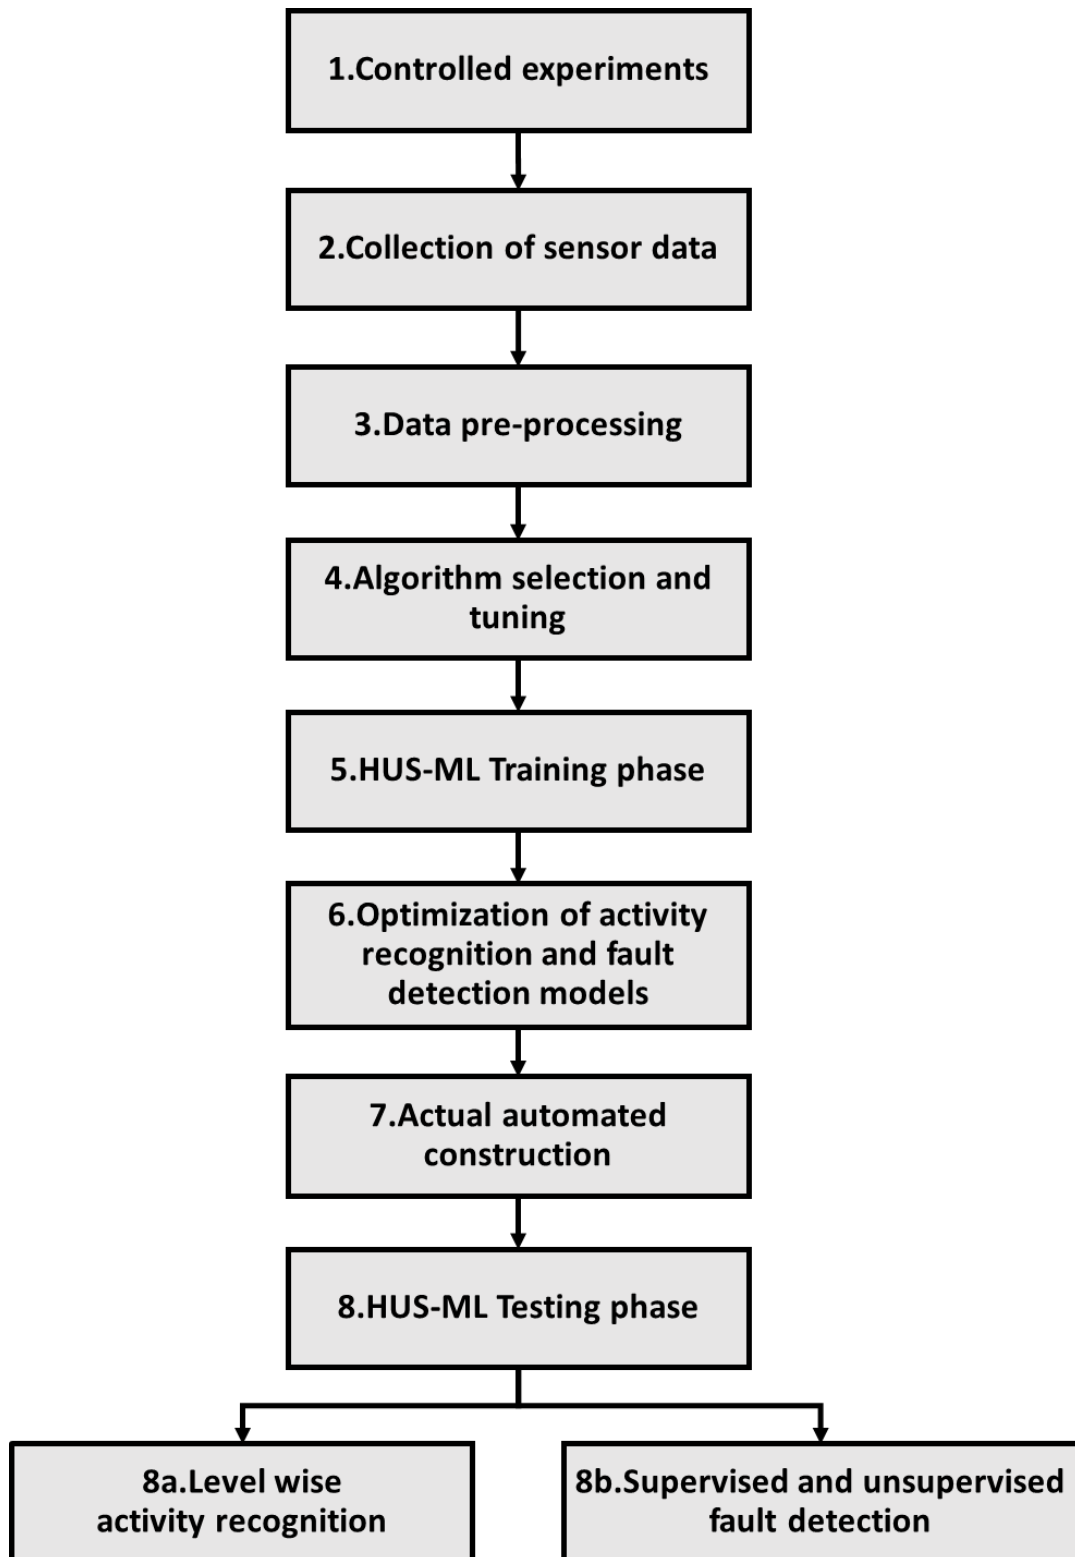 1.Controlled experiments
2.Collection of sensor data
3.Data pre-processing
4.Algorithm selection and
tuning
5.HUS-ML Training phase
6.Optimization of activity
recognition and fault
detection models
7.Actual automated
construction
8.HUS-ML Testing phase
8a.Level wise
activity recognition
8b.Supervised and unsupervised
fault detection